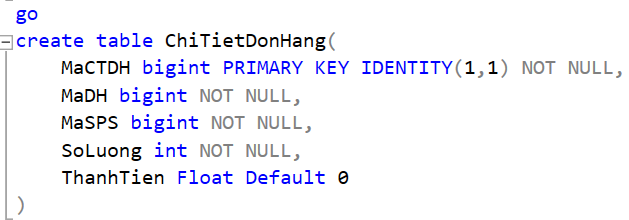 go
create table ChiTietDonHang(
MaCTDH bigint PRIMARY KEY IDENTITY(1,1) NOT NULL,
MaDH bigint NOT NULL,
MaSPS bigint NOT NULL,
SoLuong int NOT NULL,
ThanhTien Float Default 0
)